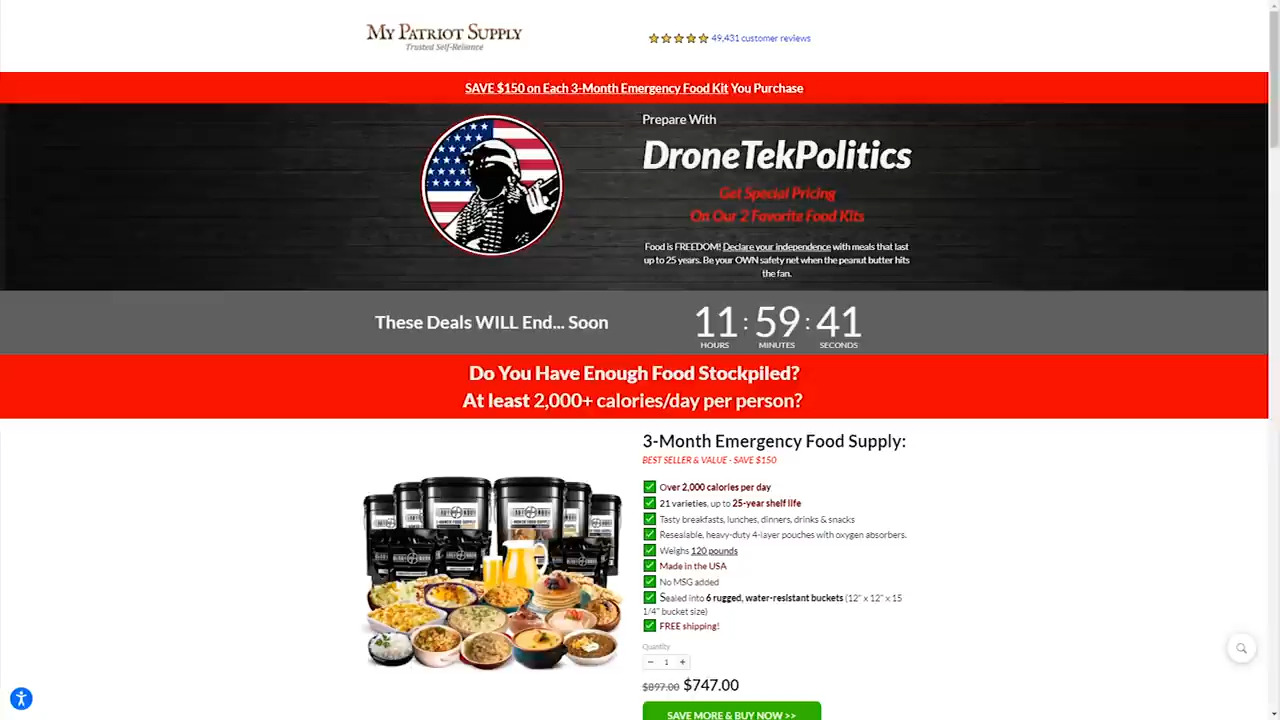 MY PATRIOT SUPPLY
Trusted Self-Reliance
49,431 customer reviews
SAVE $150 on Each 3-Month Emergency Food Kit You Purchase
Prepare With
DroneTekPolitics
Get Special Pricing
On Our 2 Favorite Food Kits
Food is FREEDOM! Declare your independence with meals that last
up to 25 years. Be your OWN safety net when the peanut butter hits
the fan.
These Deals WILL End... Soon
11 : 59 : 41
HOURS MINUTES SECONDS
Do You Have Enough Food Stockpiled?
At least 2,000+ calories/day per person?
3-Month Emergency Food Supply:
BEST SELLER & VALUE - SAVE $150
Over 2,000 calories per day
21 varieties, up to 25-year shelf life
Tasty breakfasts, lunches, dinners, drinks & snacks
Resealable, heavy-duty 4-layer pouches with oxygen absorbers.
Weighs 120 pounds
Made in the USA
No MSG added
Sealed into 6 rugged, water-resistant buckets (12" x 12" x 15
1/4" bucket size)
FREE shipping!
Quantity
− 1 +
$897.00 $747.00
SAVE MORE & BUY NOW >>